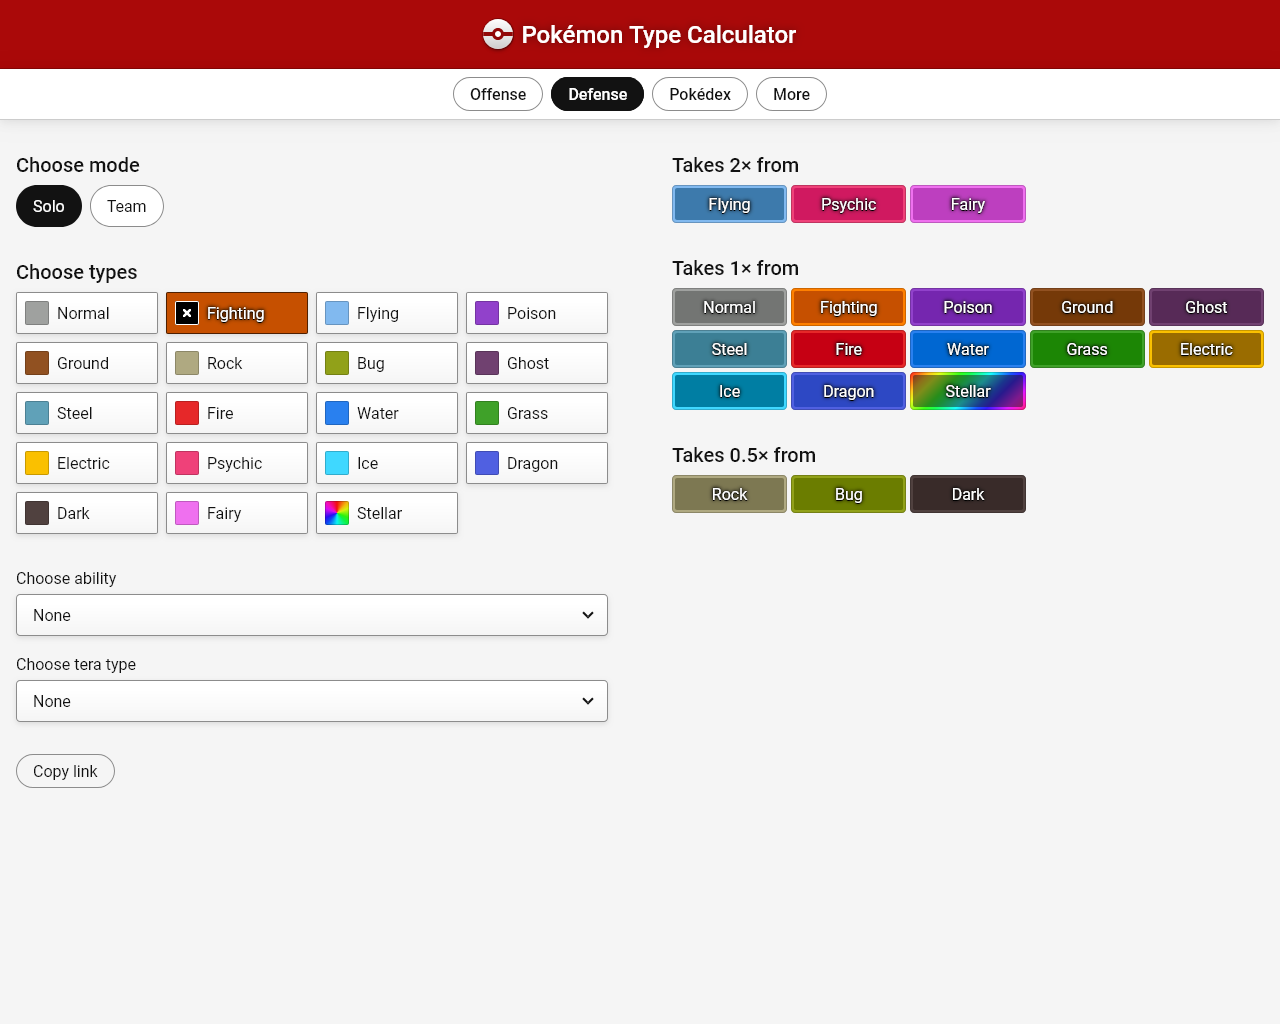 Pokémon Type Calculator
Offense Defense Pokédex More
Choose mode
Solo Team
Choose types
Normal Fighting Flying Poison
Ground Rock Bug Ghost
Steel Fire Water Grass
Electric Psychic Ice Dragon
Dark Fairy Stellar
Choose ability
None
Choose tera type
None
Copy link
Takes 2× from
Flying Psychic Fairy
Takes 1× from
Normal Fighting Poison Ground Ghost
Steel Fire Water Grass Electric
Ice Dragon Stellar
Takes 0.5× from
Rock Bug Dark